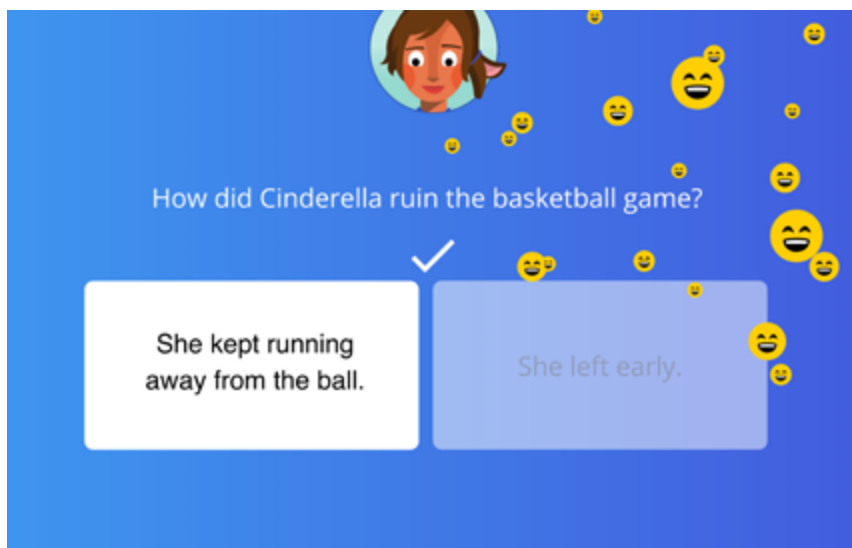 How did Cinderella ruin the basketball game?
She kept running
away from the ball.
She left early.